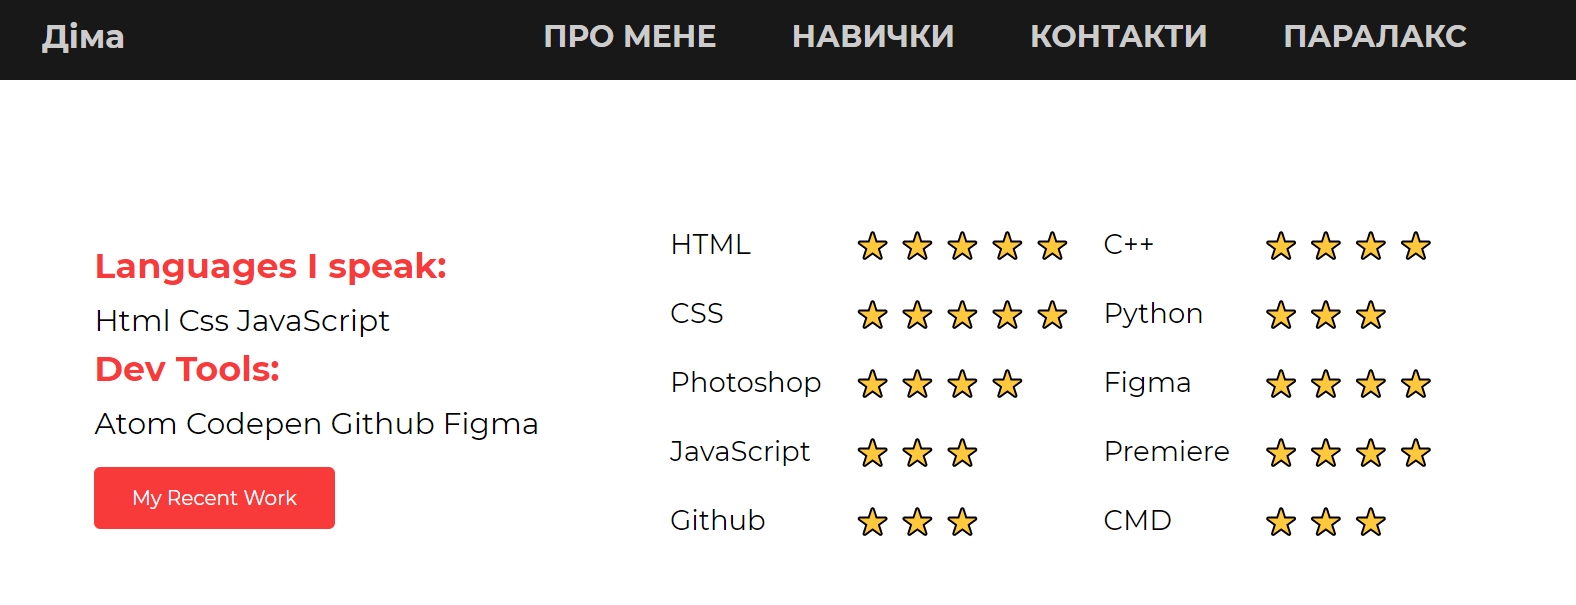 Діма ПРО МЕНЕ НАВИЧКИ КОНТАКТИ ПАРАЛАКС
Languages I speak:
Html Css JavaScript
Dev Tools:
Atom Codepen Github Figma
My Recent Work
HTML
CSS
Photoshop
JavaScript
Github
C++
Python
Figma
Premiere
CMD